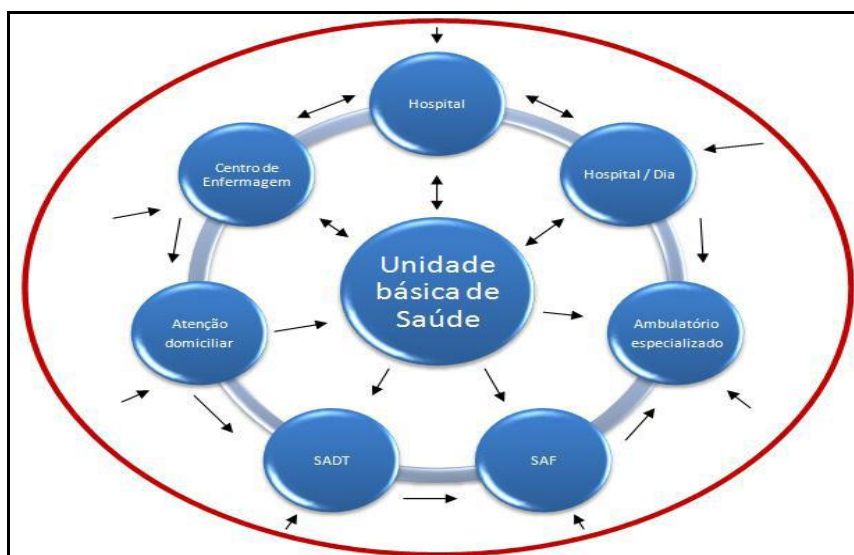 Hospital
Centro de
Enfermagem
Hospital / Dia
Unidade
básica de
Saúde
Atenção
domiciliar
Ambulatório
especializado
SADT
SAF